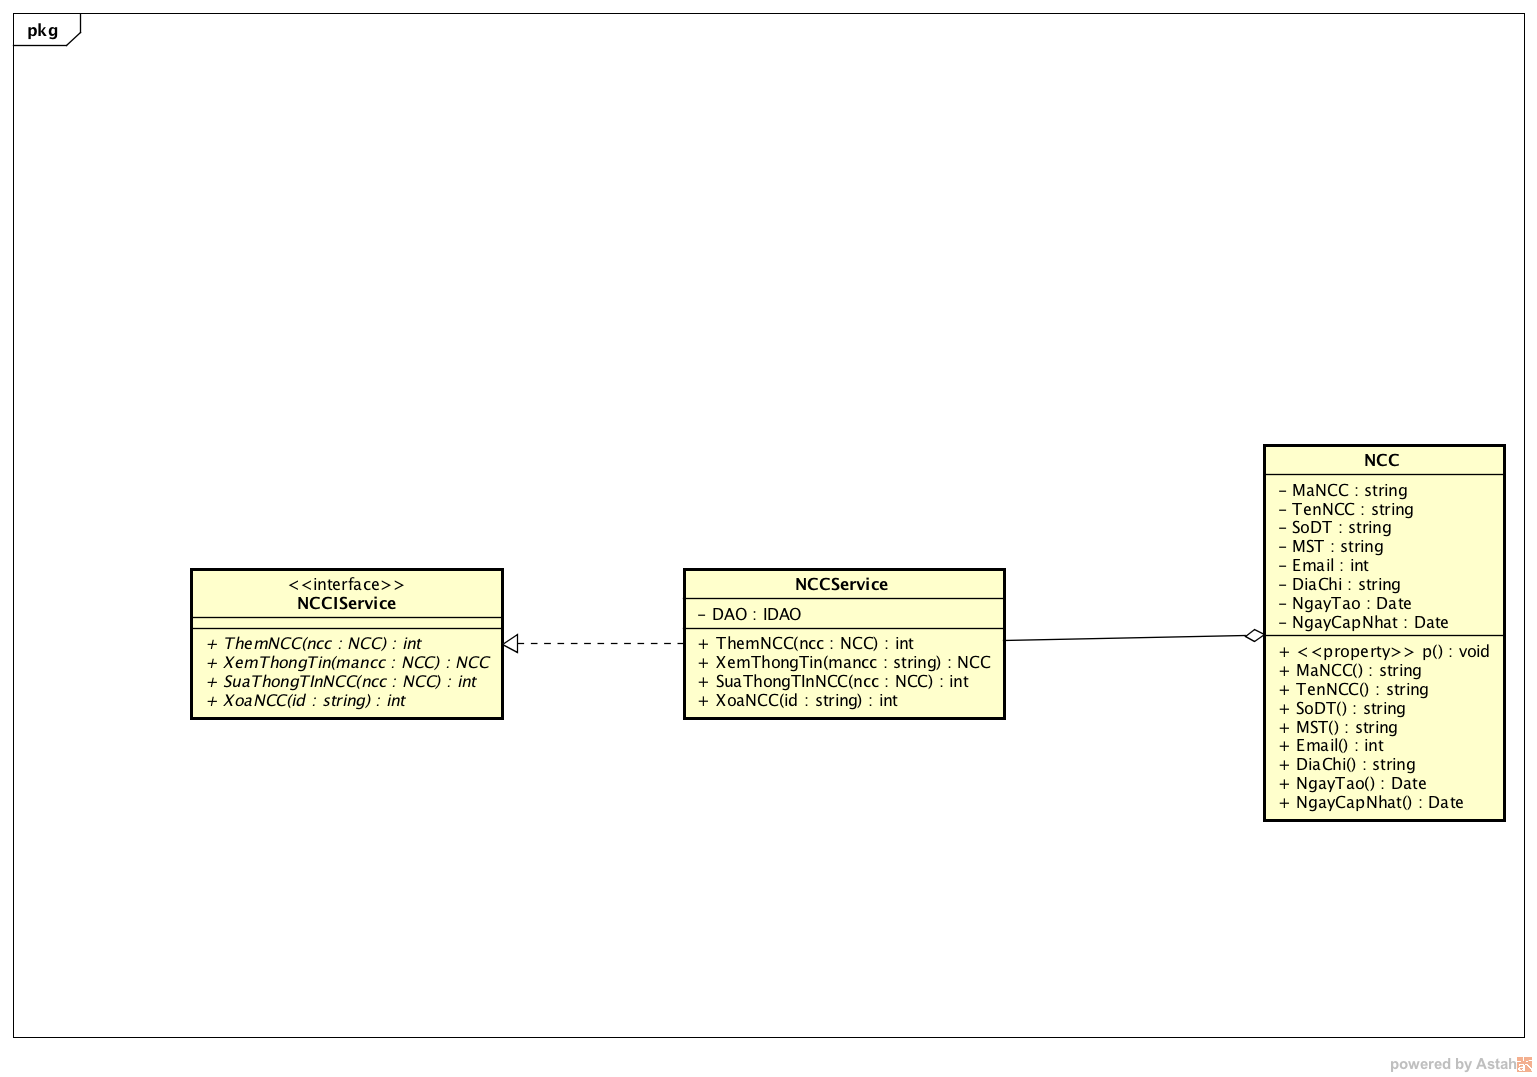 pkg
<<interface>>
NCCIService
+ ThemNCC(ncc : NCC) : int
+ XemThongTin(mancc : NCC) : NCC
+ SuaThongTInNCC(ncc : NCC) : int
+ XoaNCC(id : string) : int
NCCService
- DAO : IDAO
+ ThemNCC(ncc : NCC) : int
+ XemThongTin(mancc : string) : NCC
+ SuaThongTInNCC(ncc : NCC) : int
+ XoaNCC(id : string) : int
NCC
- MaNCC : string
- TenNCC : string
- SoDT : string
- MST : string
- Email : int
- DiaChi : string
- NgayTao : Date
- NgayCapNhat : Date
+ <<property>> p() : void
+ MaNCC() : string
+ TenNCC() : string
+ SoDT() : string
+ MST() : string
+ Email() : int
+ DiaChi() : string
+ NgayTao() : Date
+ NgayCapNhat() : Date
powered by Astah